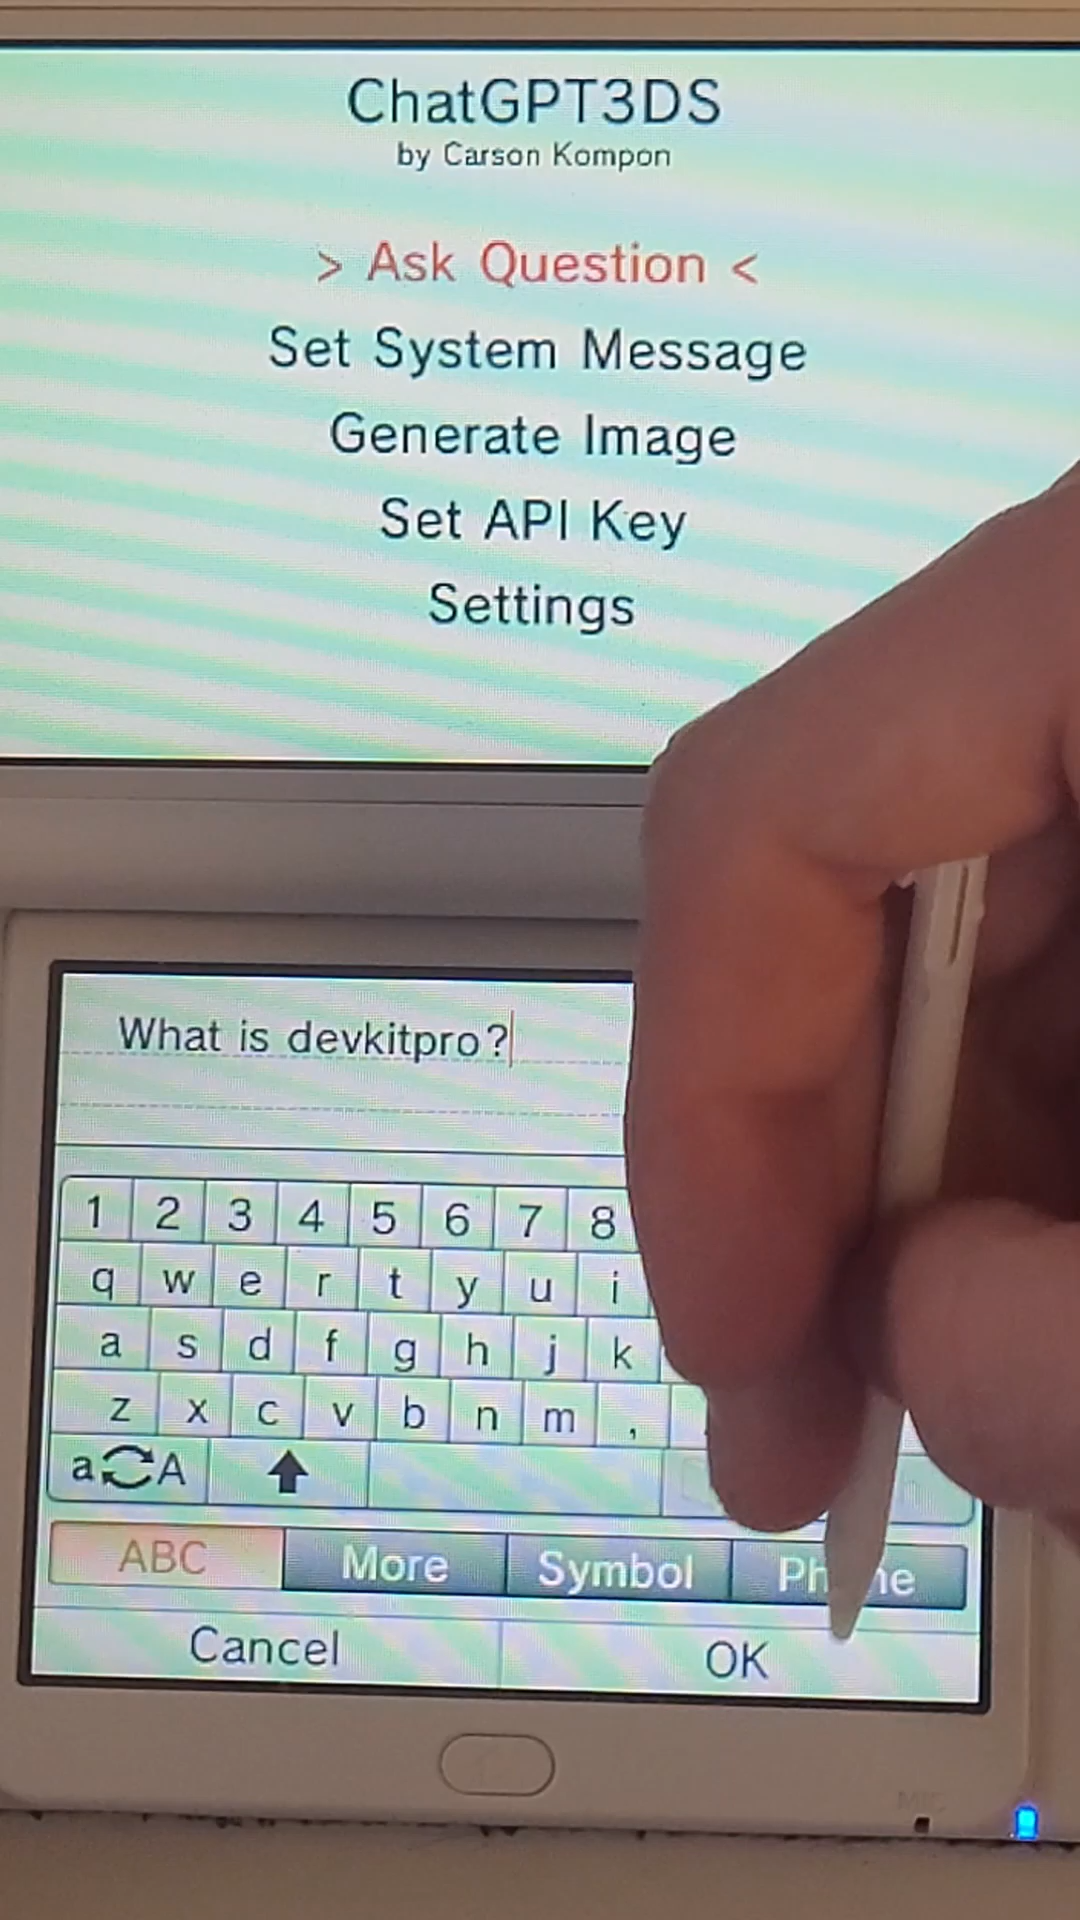 ChatGPT3DS
by Carson Kompon
> Ask Question <
Set System Message
Generate Image
Set API Key
Settings
What is devkitpro?
1 2 3 4 5 6 7 8
q w e r t y u i
a s d f g h j k
z x c v b n m ,
a A
ABC More Symbol
Cancel OK
MIC